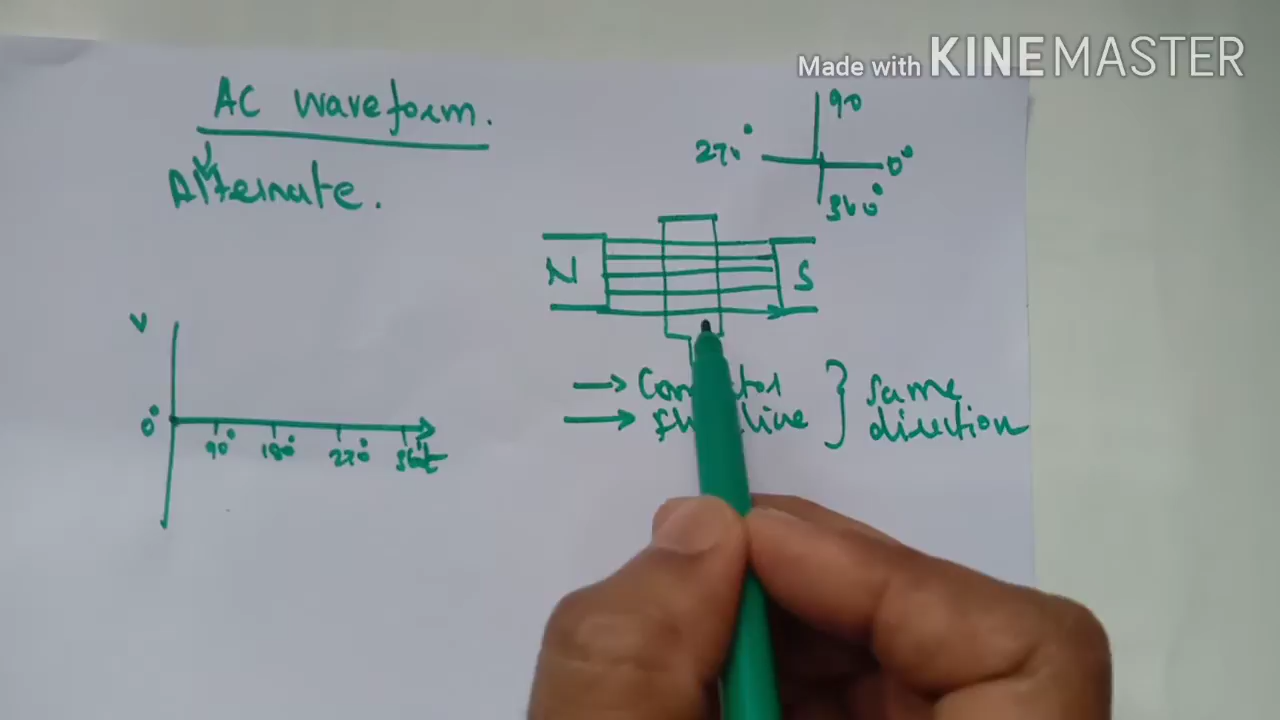 Made with KINEMASTER
AC waveform.
Alternate.
90
270°
0°
360°
N
S
V
0°
90°
180°
270°
360°
t
same
direction